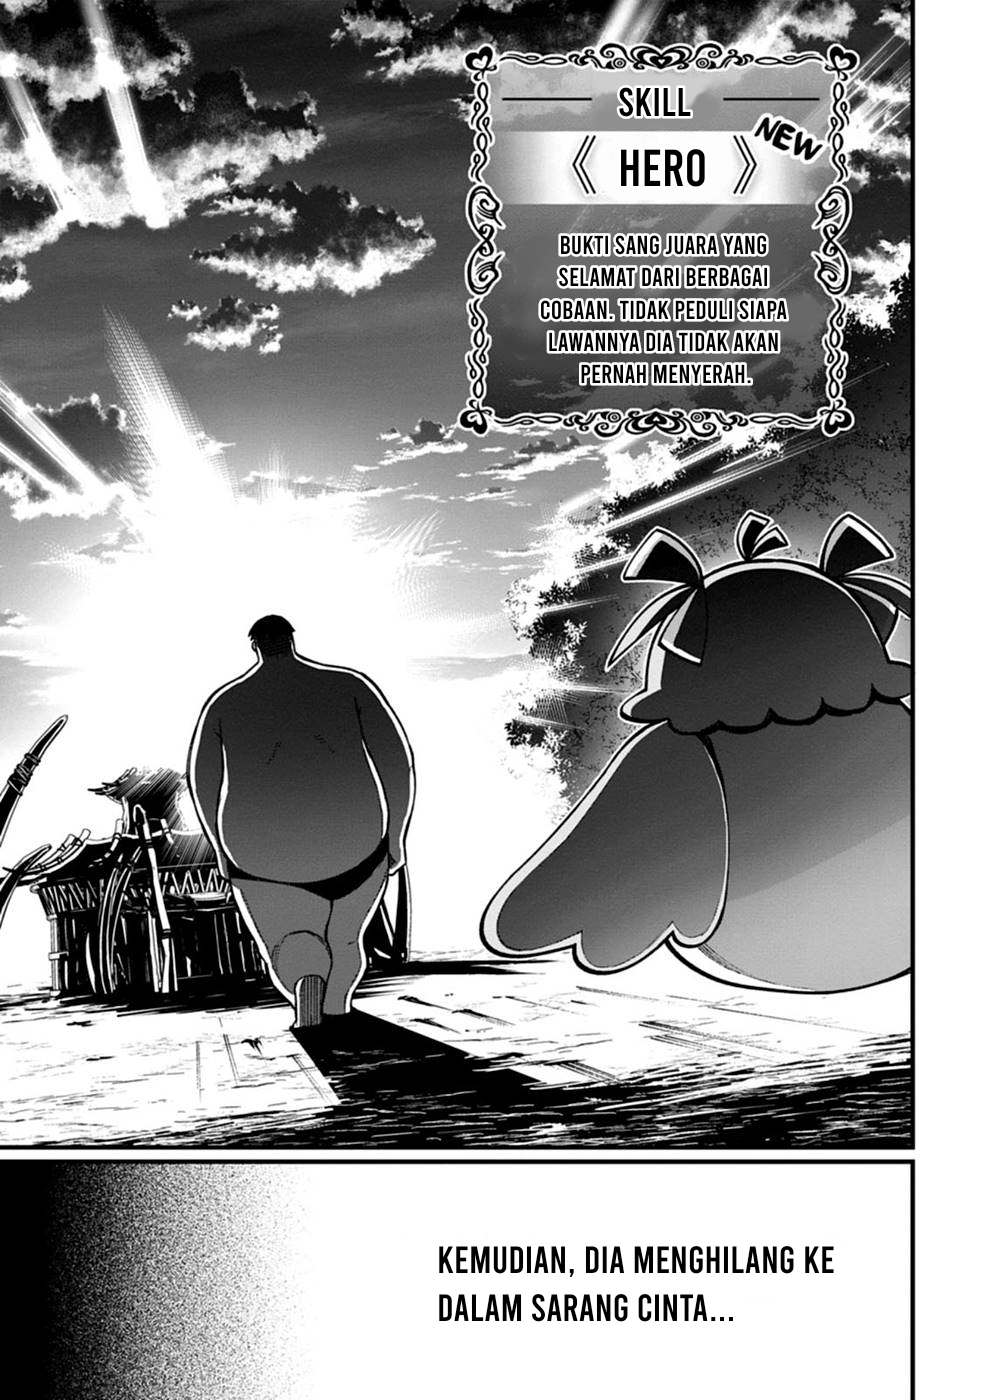 SKILL
《 HERO 》
NEW
BUKTI SANG JUARA YANG
SELAMAT DARI BERBAGAI
COBAAN. TIDAK PEDULI SIAPA
LAWANNYA DIA TIDAK AKAN
PERNAH MENYERAH.
KEMUDIAN, DIA MENGHILANG KE
DALAM SARANG CINTA...